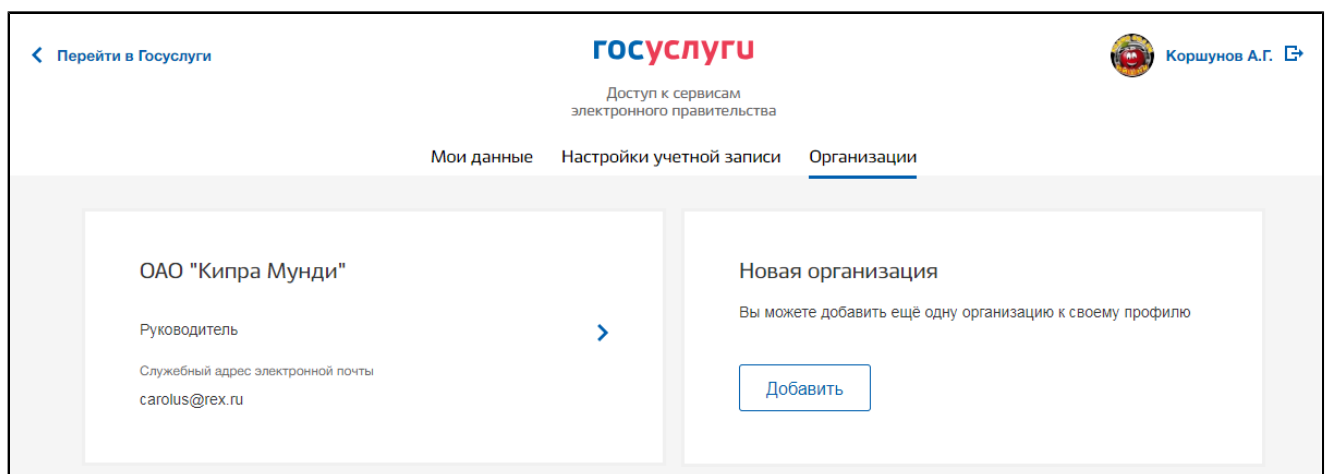 Перейти в Госуслуги
госуслуги
Коршунов А.Г.
Доступ к сервисам
электронного правительства
Мои данные Настройки учетной записи Организации
ОАО "Кипра Мунди"
Руководитель
Служебный адрес электронной почты
carolus@rex.ru
Новая организация
Вы можете добавить ещё одну организацию к своему профилю
Добавить